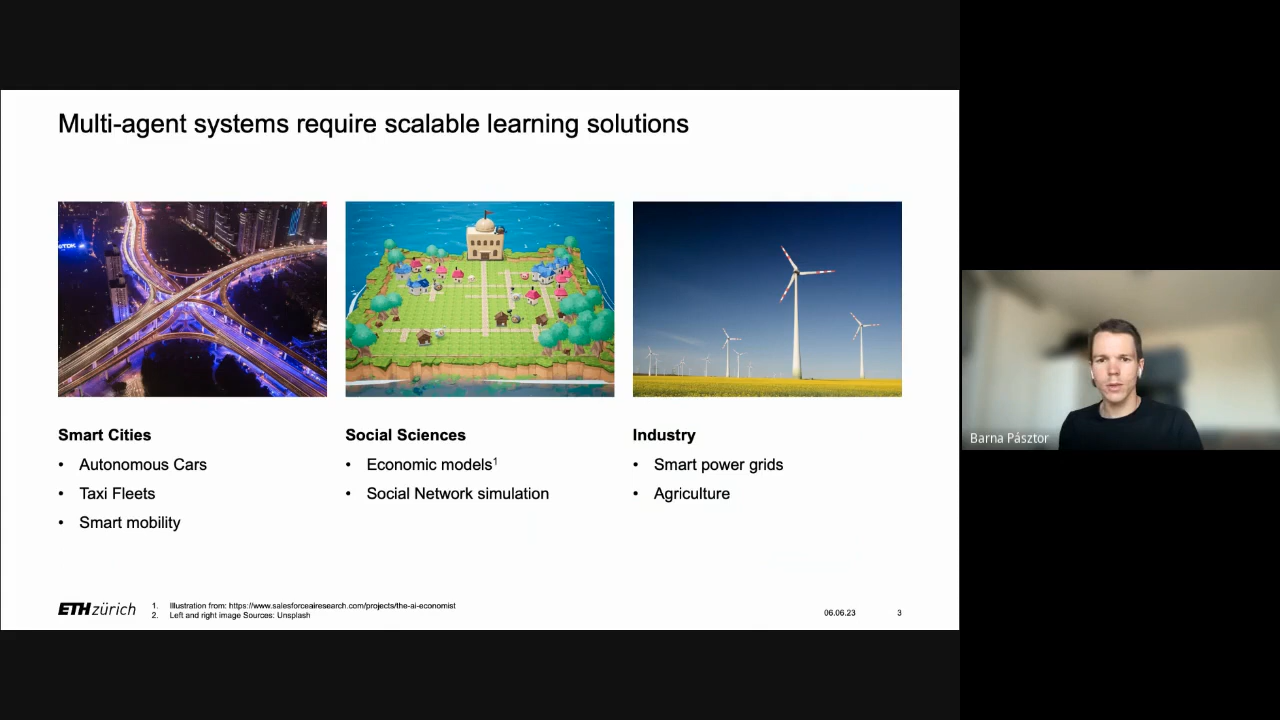 Multi-agent systems require scalable learning solutions
Smart Cities
• Autonomous Cars
• Taxi Fleets
• Smart mobility
Social Sciences
• Economic models¹
• Social Network simulation
Industry
• Smart power grids
• Agriculture
ETH zürich
1. Illustration from: https://www.salesforceairesearch.com/projects/the-ai-economist
2. Left and right image Sources: Unsplash
06.06.23
3
Barna Pásztor